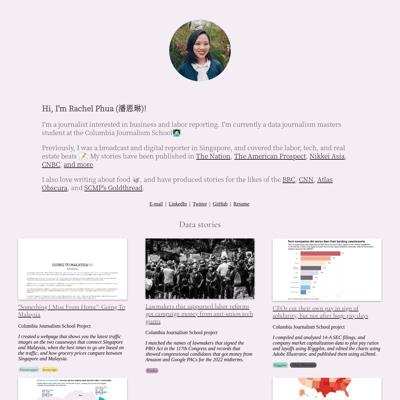 Hi, I'm Rachel Phua (潘恩琳)!
I'm a journalist interested in business and labor reporting. I'm currently a data journalism masters
student at the Columbia Journalism School
Previously, I was a broadcast and digital reporter in Singapore, and covered the labor, tech, and real
estate beats. My stories have been published in The Nation, The American Prospect, Nikkei Asia,
CNBC, and more.
I also love writing about food, and have produced stories for the likes of the BBC, CNN, Atlas
Obscura, and SCMP's Goldthread.
E-mail | LinkedIn | Twitter | GitHub | Resume
Data stories
GOING TO MALAYSIA
Tech companies did worse than their lending counterparts
"Something I Miss From Home": Going To
Malaysia
Columbia Journalism School Project
I created a webpage that shows you the latest traffic
images on the two causeways that connect Singapore
and Malaysia, when the best times to go are based on
the traffic, and how grocery prices compare between
Singapore and Malaysia.
Lawmakers that supported labor reforms
got campaign money from anti-union tech
giants
Columbia Journalism School project
I matched the names of lawmakers that signed the
PRO Act in the 117th Congress and records that
showed congressional candidates that got money from
Amazon and Google PACs for the 2022 midterms.
CEOs cut their own pay in sign of
solidarity, but not after huge pay days
Columbia Journalism School project
I compiled and analyzed 14-A SEC filings, and
company market capitalization data to plot pay ratios
and layoffs using R/ggplot, and edited the charts using
Adobe Illustrator, and published them using ai2html.